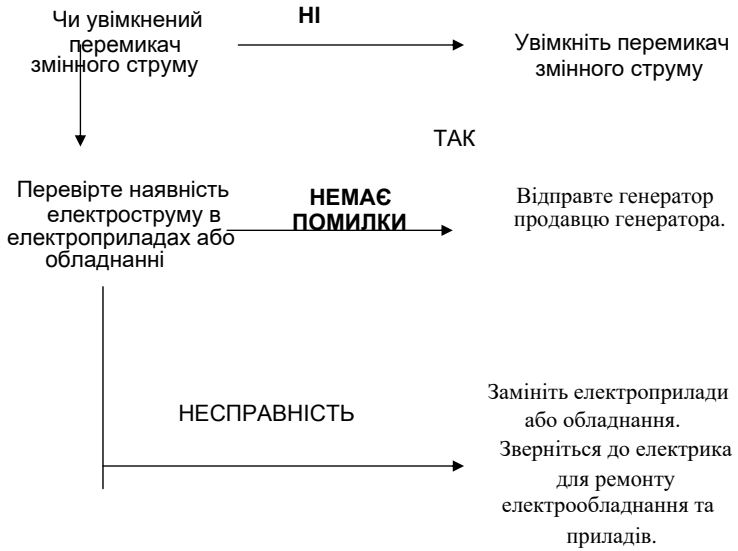 Чи увімкнений
перемикач
змінного струму
НІ
Увімкніть перемикач
змінного струму
ТАК
Перевірте наявність
електроструму в
електроприладах або
обладнанні
НЕМАЄ
ПОМИЛКИ
Відправте генератор
продавцю генератора.
НЕСПРАВНІСТЬ
Замініть електроприлади
або обладнання.
Зверніться до електрика
для ремонту
електрообладнання та
приладів.